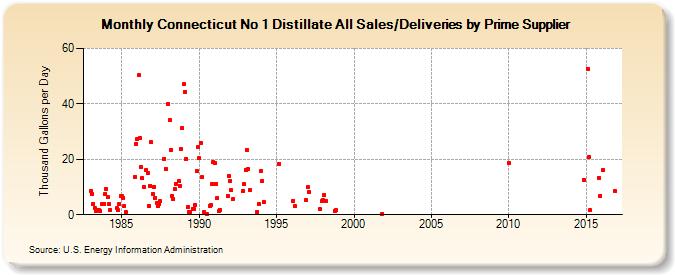 Monthly Connecticut No 1 Distillate All Sales/Deliveries by Prime Supplier
Thousand Gallons per Day
60
40
20
0
1985 1990 1995 2000 2005 2010 2015
Source: U.S. Energy Information Administration